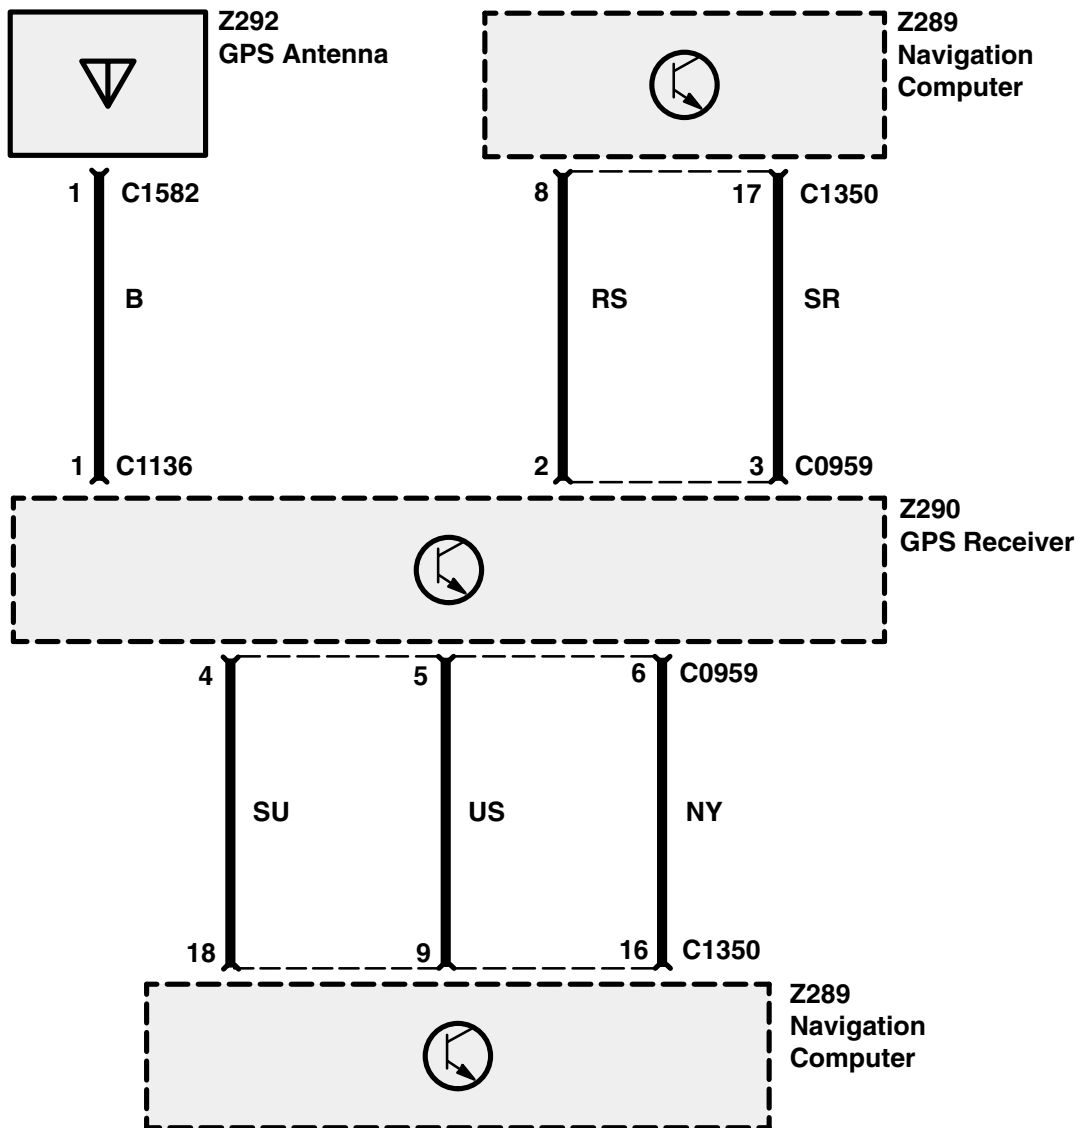 Z292
GPS Antenna
Z289
Navigation
Computer
1 C1582
8 17 C1350
B RS SR
1 C1136
2 3 C0959
Z290
GPS Receiver
4 5 6 C0959
SU US NY
18 9 16 C1350
Z289
Navigation
Computer